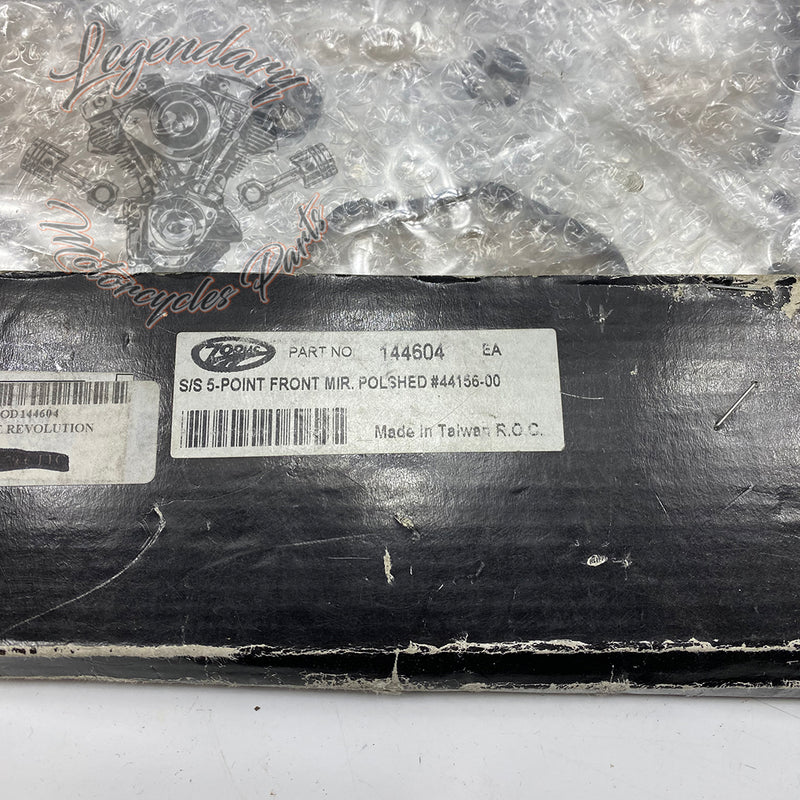 Legendary
Motorcycles Parts
ZODIAC
PART NO. 144604 EA
S/S 5-POINT FRONT MIR. POLSHED #44156-00
Made in Taiwan R.O.C.
OD144604
REVOLUTION